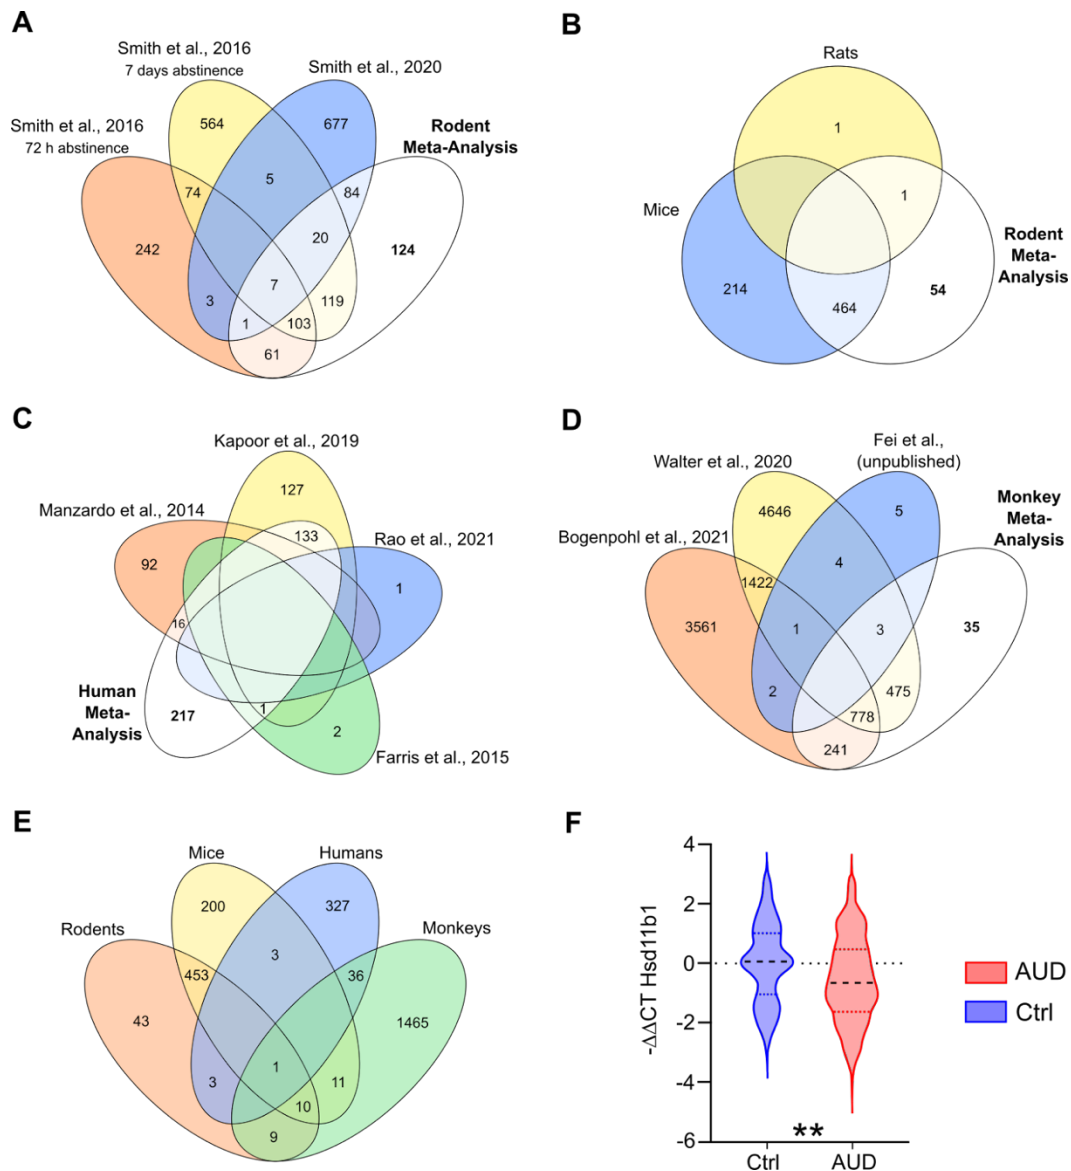 A
Smith et al., 2016
7 days abstinence
Smith et al., 2020
Smith et al., 2016
72 h abstinence
Rodent
Meta-Analysis
564
677
5
74
84
242
20
124
7
3
119
1
103
61
B
Rats
1
Mice
1
Rodent
Meta-
Analysis
214
464
54
C
Kapoor et al., 2019
127
Manzardo et al., 2014
133
Rao et al., 2021
92
1
16
Human
Meta-
Analysis
217
1
2
Farris et al., 2015
D
Fei et al.,
(unpublished)
Walter et al., 2020
Monkey
Meta-
Analysis
4646
5
Bogenpohl et al., 2021
4
1422
3561
1
3
35
2
475
778
241
E
Mice
Humans
200
327
Rodents
Monkeys
3
453
36
43
1465
1
3
11
10
9
F
-ΔΔCT Hsd11b1
4
2
0
-2
-4
-6
**
Ctrl
AUD
AUD
Ctrl